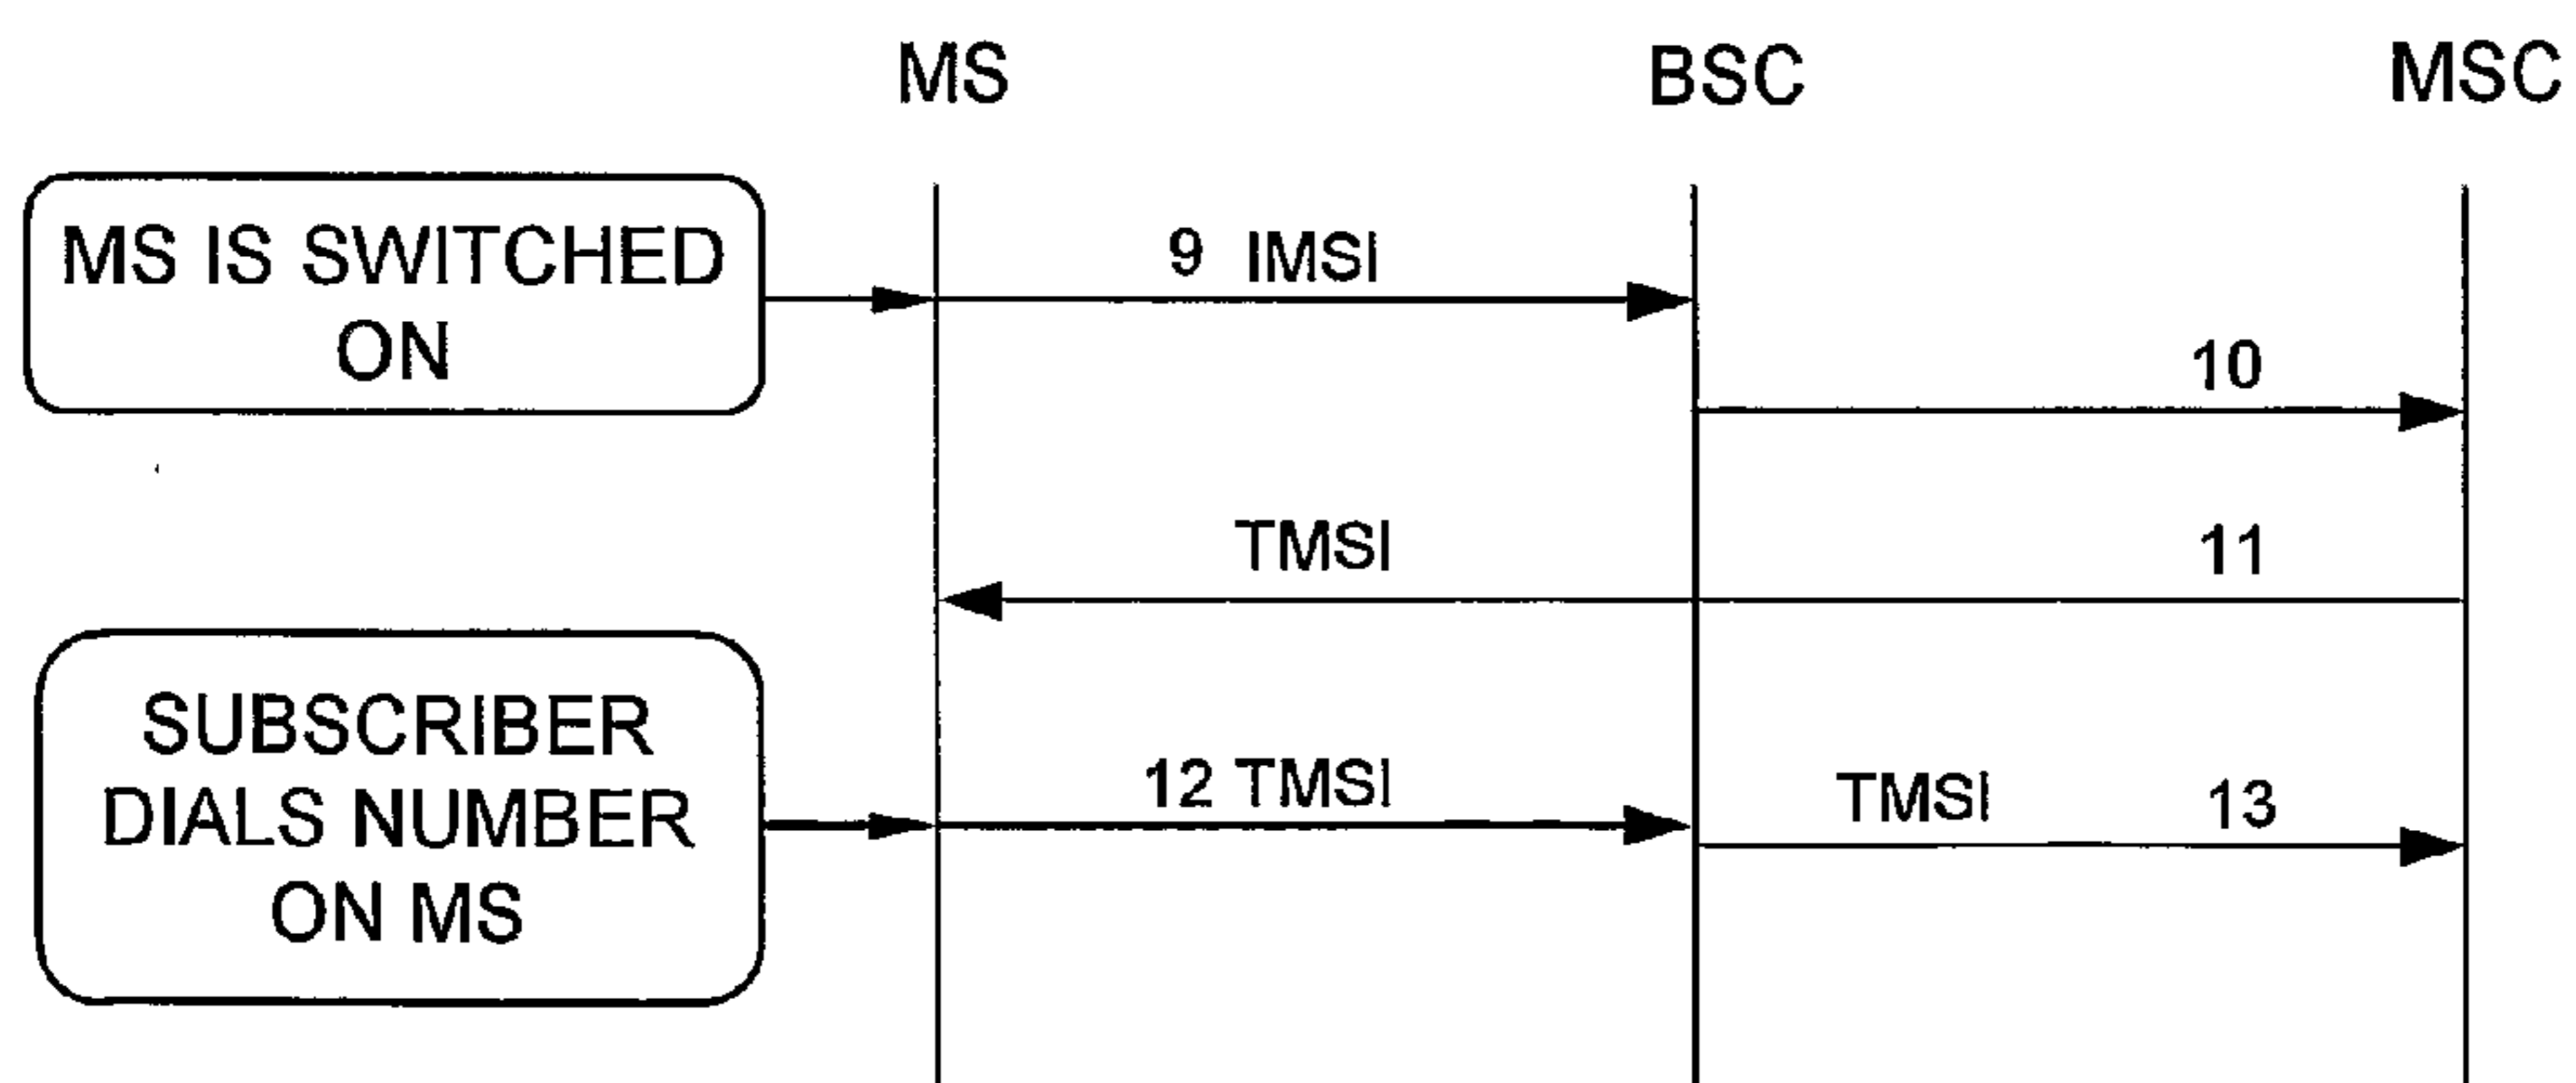 MS BSC MSC
MS IS SWITCHED
ON
9 IMSI
10
TMSI 11
SUBSCRIBER
DIALS NUMBER
ON MS
12 TMSI
TMSI 13